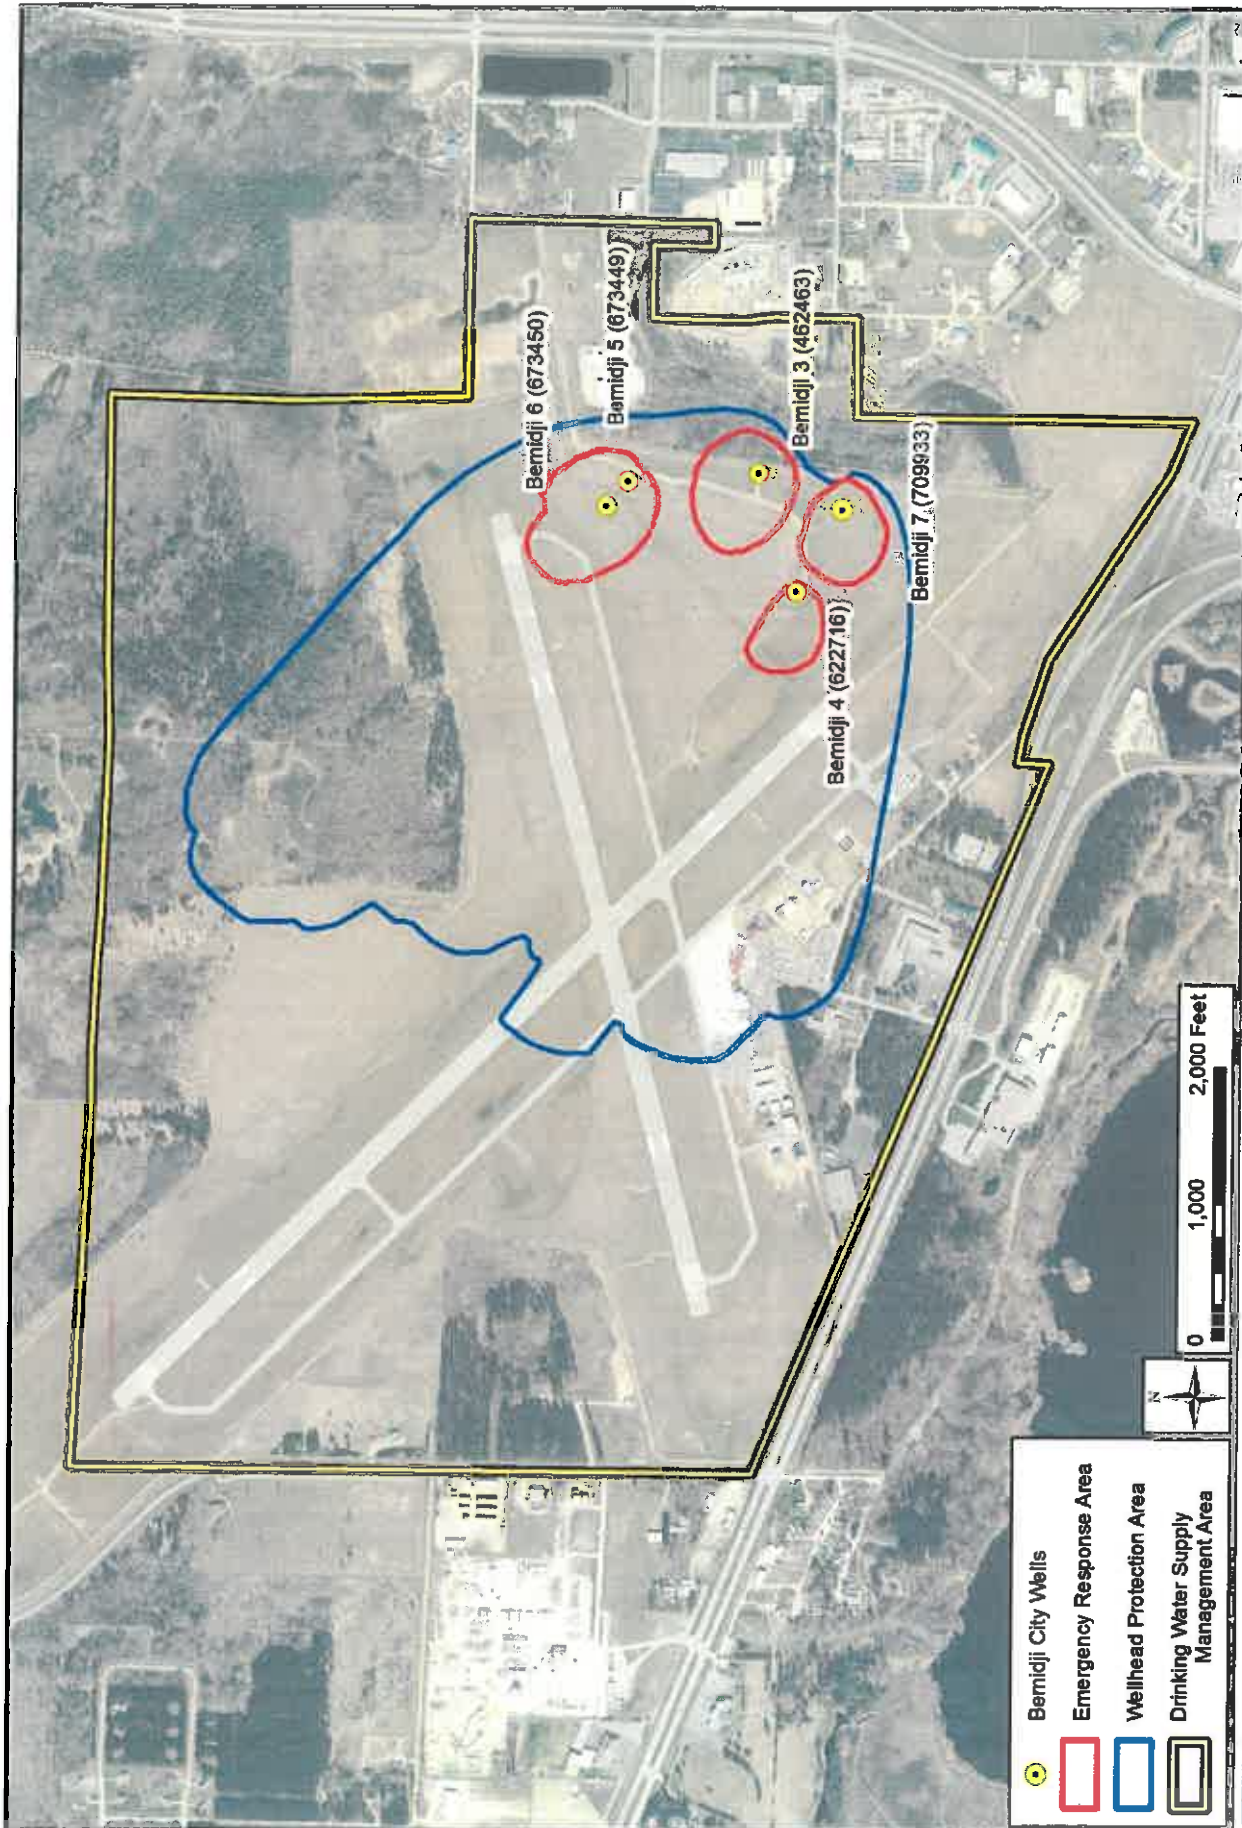 Bemidji 6 (673450)
Bemidji 5 (673449)
Bemidji 3 (462463)
Bemidji 7 (709933)
Bemidji 4 (622716)
Bemidji City Wells
Emergency Response Area
Wellhead Protection Area
Drinking Water Supply
Management Area
N
0 1,000 2,000 Feet